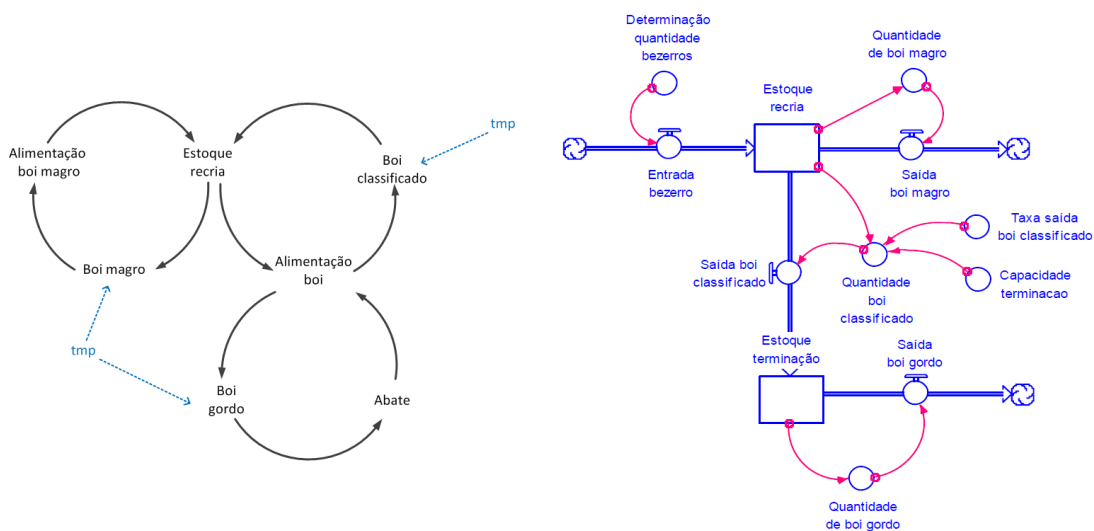 tmp
Alimentação
boi magro
Estoque
recria
Boi
classificado
Boi magro
Alimentação
boi
tmp
Boi
gordo
Abate
Determinação
quantidade
bezerros
Quantidade
de boi magro
Estoque
recria
Entrada
bezerro
Saída
boi magro
Taxa saída
boi classificado
Saída boi
classificado
Quantidade
boi
classificado
Capacidade
terminacao
Estoque
terminação
Saída
boi gordo
Quantidade
de boi gordo